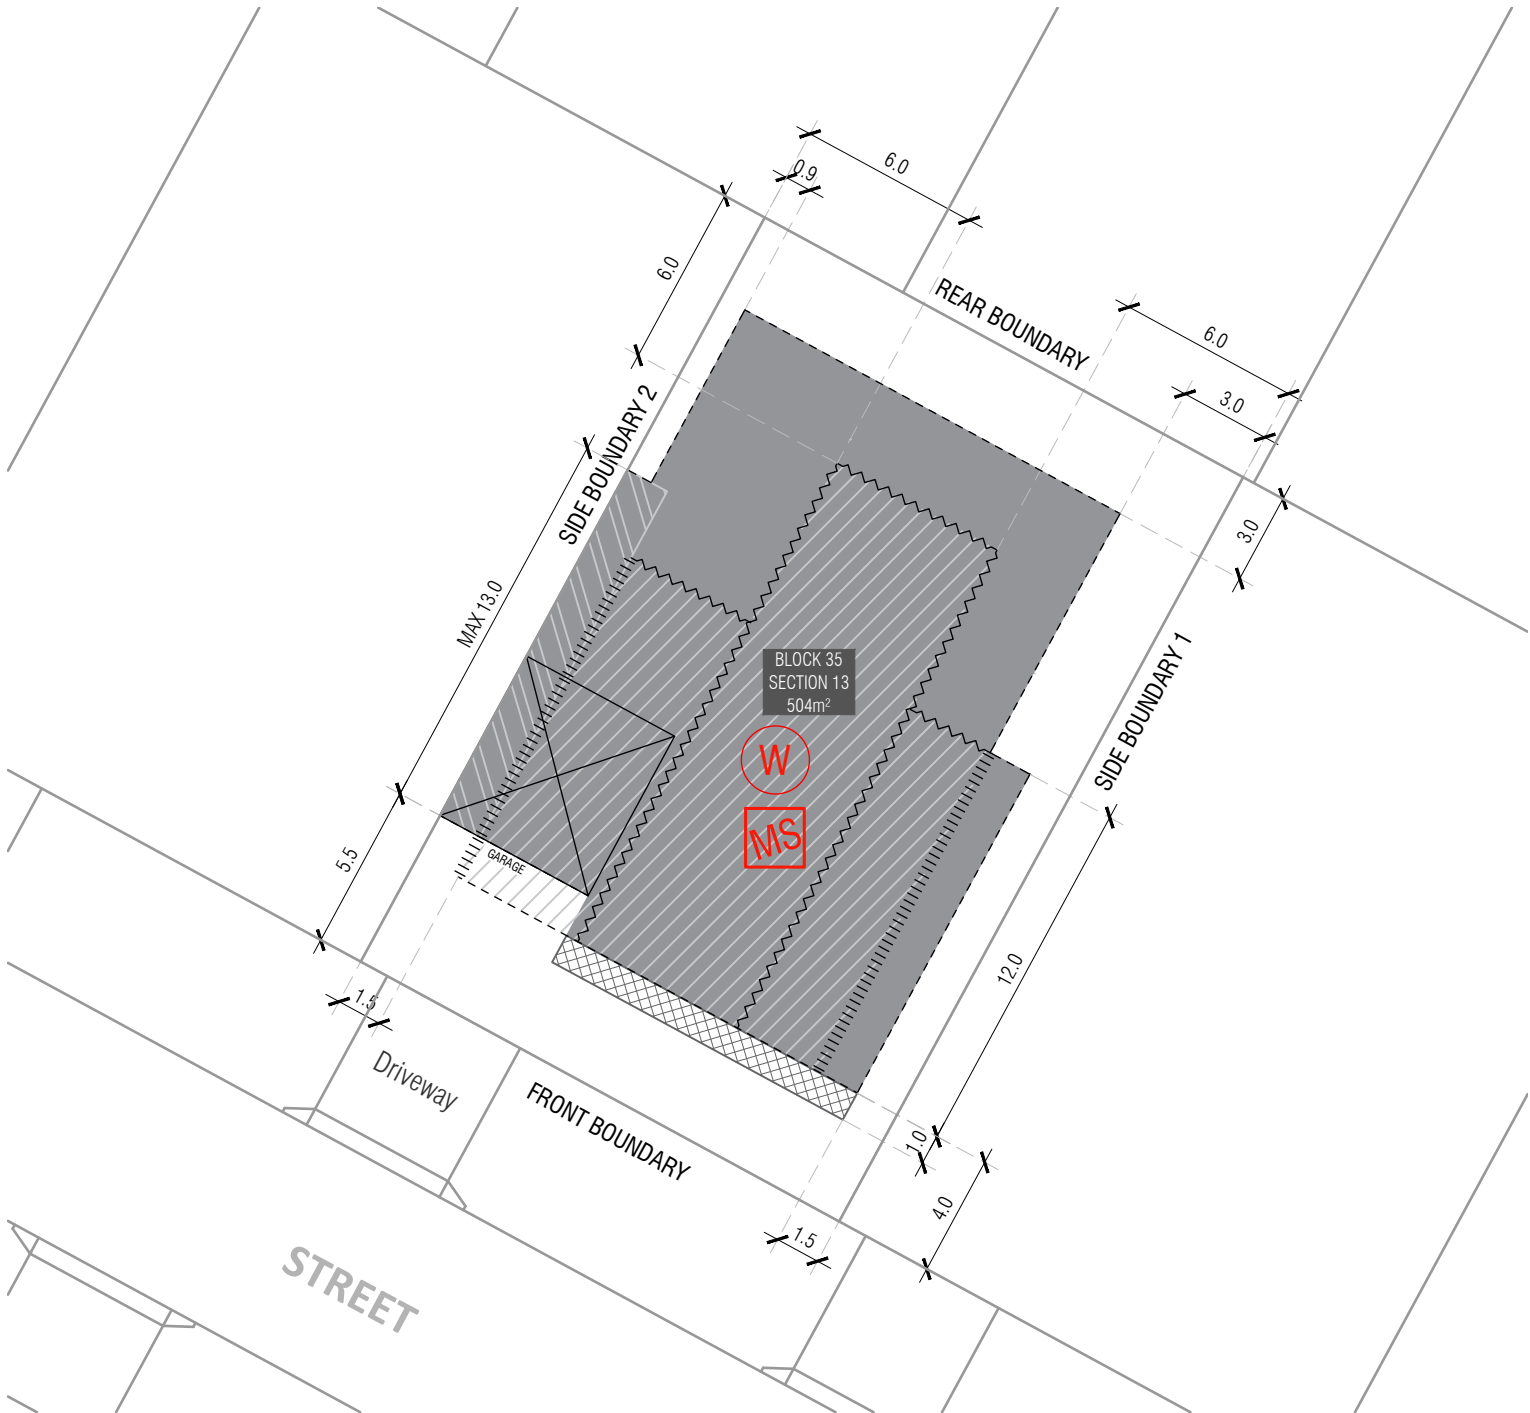 6.0
0.9
6.0
REAR BOUNDARY
6.0
3.0
SIDE BOUNDARY 2
3.0
MAX 13.0
BLOCK 35
SECTION 13
504m²
SIDE BOUNDARY 1
W
MS
5.5
GARAGE
12.0
1.5
Driveway
FRONT BOUNDARY
1.0
4.0
1.5
STREET